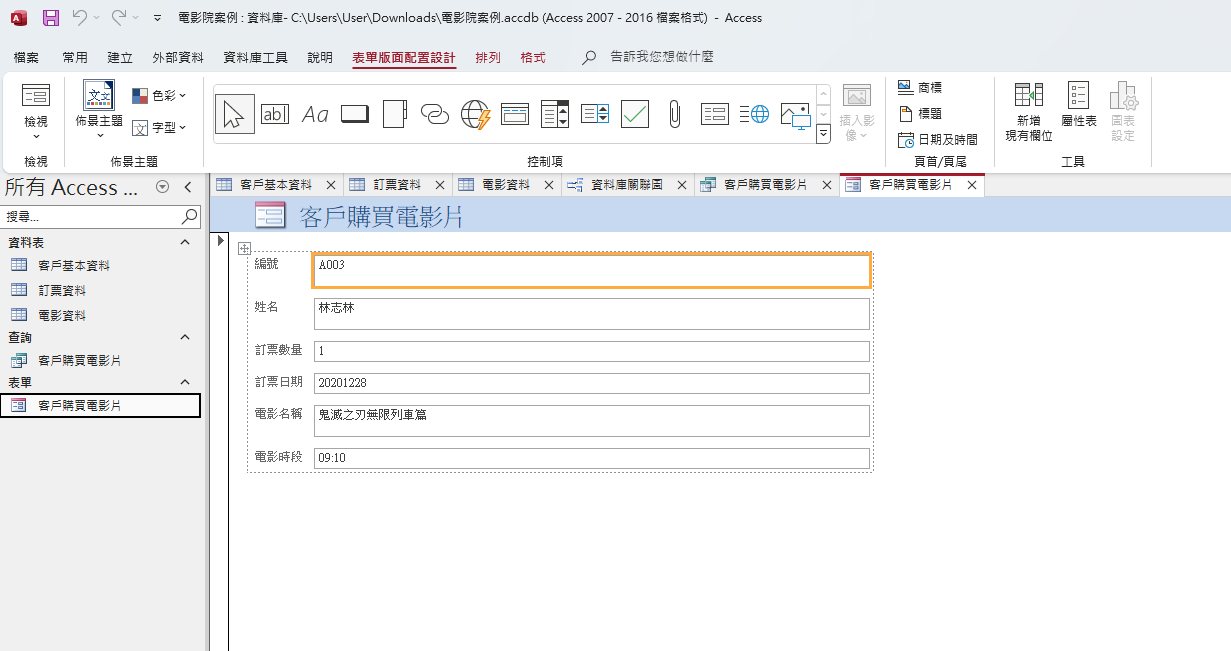 電影院案例 : 資料庫- C:\Users\User\Downloads\電影院案例.accdb (Access 2007 - 2016 檔案格式) - Access
檔案 常用 建立 外部資料 資料庫工具 說明 表單版面配置設計 排列 格式 告訴我您想做什麼
檢視
檢視
文文
佈景主題
色彩
文 字型
佈景主題
ab Aa
控制項
插入影
像
商標
標題
日期及時間
頁首/頁尾
新增
現有欄位
屬性表
圖表
設定
工具
所有 Access ...
搜尋...
資料表
客戶基本資料
訂票資料
電影資料
查詢
客戶購買電影片
表單
客戶購買電影片
客戶基本資料 訂票資料 電影資料 資料庫關聯圖 客戶購買電影片 客戶購買電影片
客戶購買電影片
編號 A003
姓名 林志林
訂票數量 1
訂票日期 20201228
電影名稱 鬼滅之刃無限列車篇
電影時段 09:10